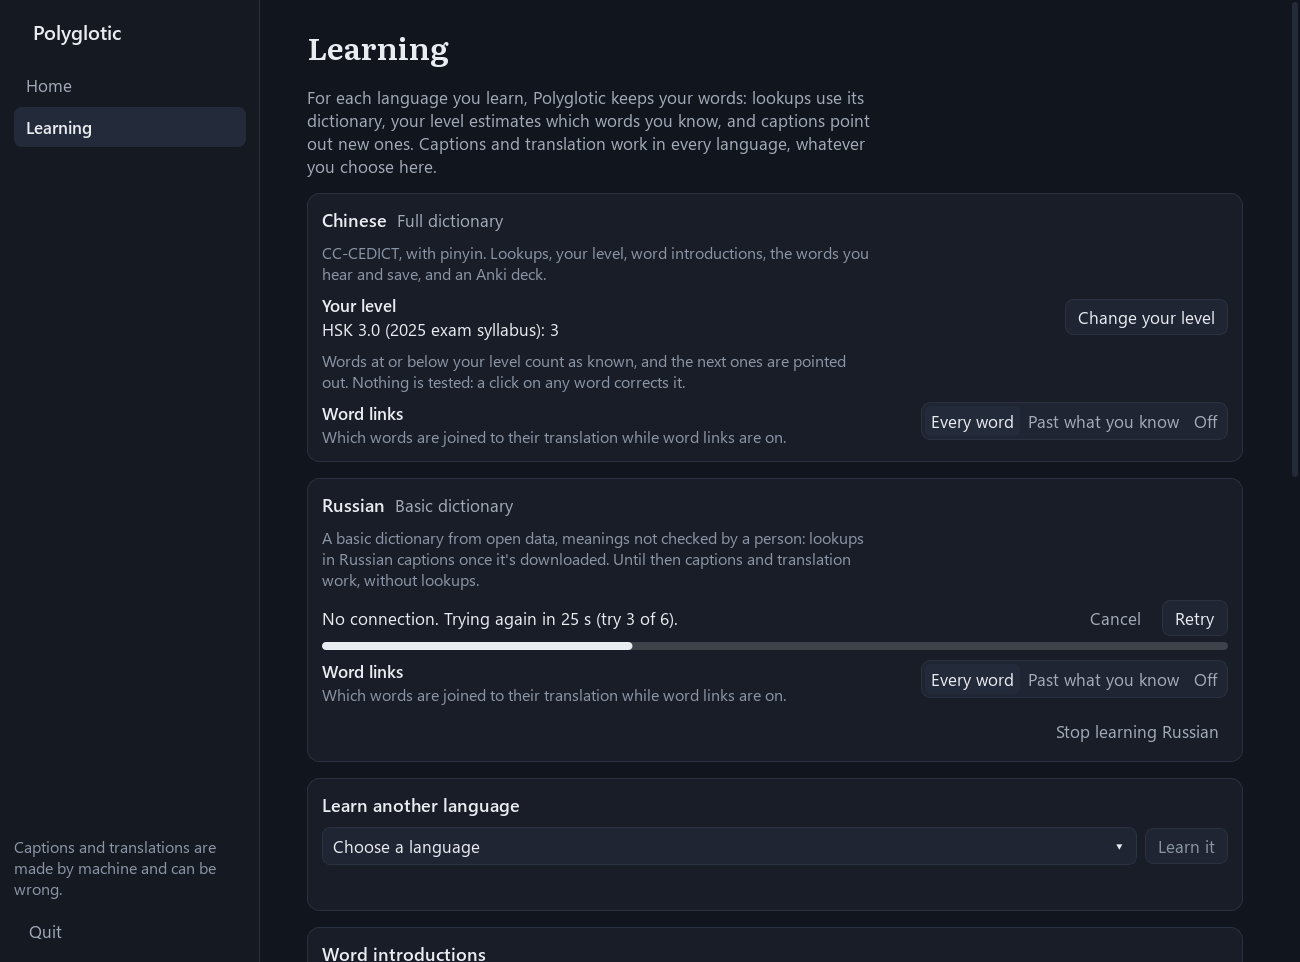 Polyglotic
Home
Learning
Captions and translations are
made by machine and can be
wrong.
Quit
Learning
For each language you learn, Polyglotic keeps your words: lookups use its
dictionary, your level estimates which words you know, and captions point
out new ones. Captions and translation work in every language, whatever
you choose here.
Chinese Full dictionary
CC-CEDICT, with pinyin. Lookups, your level, word introductions, the words you
hear and save, and an Anki deck.
Your level
HSK 3.0 (2025 exam syllabus): 3
Change your level
Words at or below your level count as known, and the next ones are pointed
out. Nothing is tested: a click on any word corrects it.
Word links
Which words are joined to their translation while word links are on.
Every word Past what you know Off
Russian Basic dictionary
A basic dictionary from open data, meanings not checked by a person: lookups
in Russian captions once it's downloaded. Until then captions and translation
work, without lookups.
No connection. Trying again in 25 s (try 3 of 6).
Cancel Retry
Word links
Which words are joined to their translation while word links are on.
Every word Past what you know Off
Stop learning Russian
Learn another language
Choose a language
Learn it
Word introductions